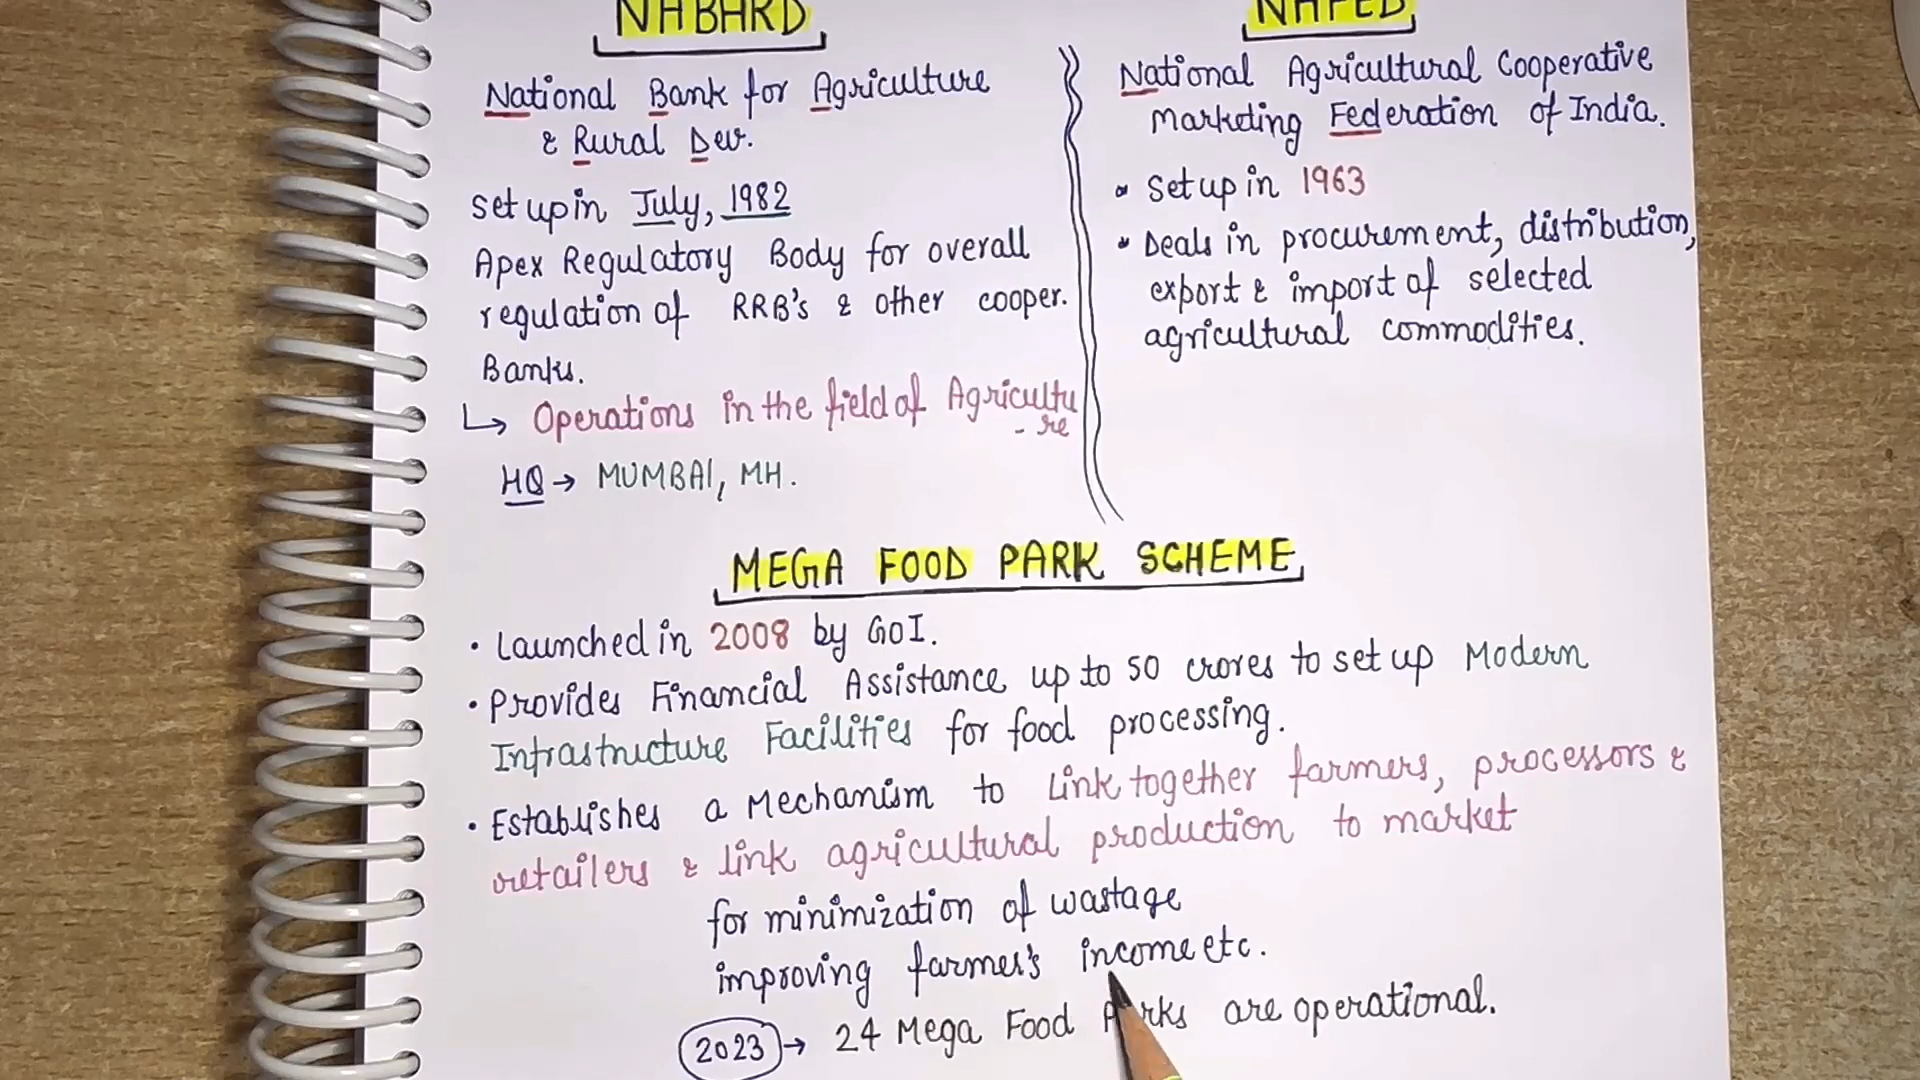 NABARD
National Bank for Agriculture
& Rural Dev.
set up in July, 1982
Apex Regulatory Body for overall
regulation of RRB's & other cooper.
Banks.
↳ Operations in the field of Agricultu
- re
HQ → MUMBAI, MH.
NAFED
National Agricultural Cooperative
Marketing Federation of India.
• Set up in 1963
• Deals in procurement, distribution,
export & import of selected
agricultural commodities.
MEGA FOOD PARK SCHEME
• Launched in 2008 by GOI.
• Provides Financial Assistance up to 50 crores to set up Modern
Infrastructure Facilities for food processing.
• Establishes a Mechanism to Link together farmers, processors &
retailers & link agricultural production to market
for minimization of wastage
improving farmer's income etc.
2023 → 24 Mega Food Parks are operational.